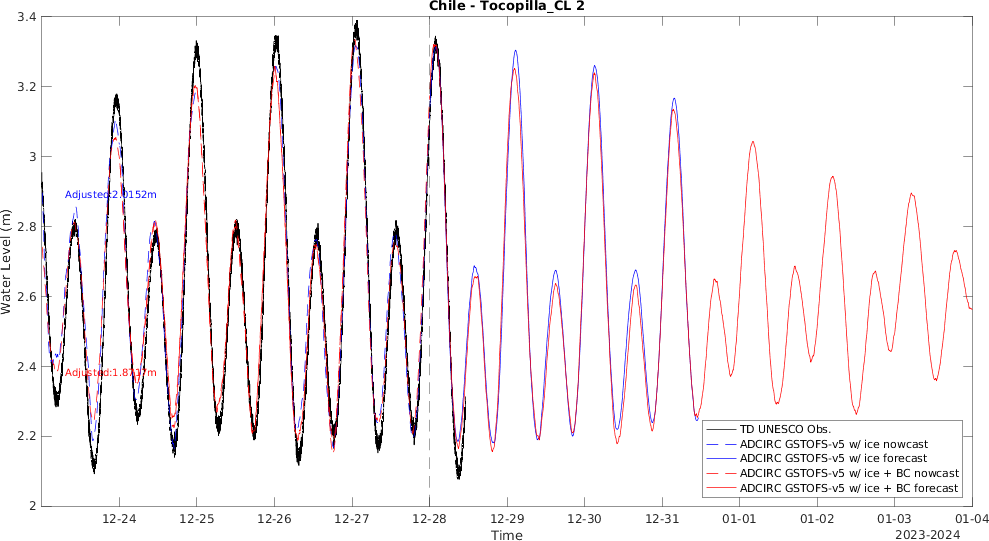 Chile - Tocopilla_CL 2
3.4
3.2
3
2.8
2.6
2.4
2.2
2
Water Level (m)
Adjusted:2.0152m
12-24
12-25
12-26
12-27
12-28
12-29
12-30
12-31
01-01
01-02
01-03
01-04
Time
2023-2024
TD UNESCO Obs.
ADCIRC GSTOFS-v5 w/ ice nowcast
ADCIRC GSTOFS-v5 w/ ice forecast
ADCIRC GSTOFS-v5 w/ ice + BC nowcast
ADCIRC GSTOFS-v5 w/ ice + BC forecast